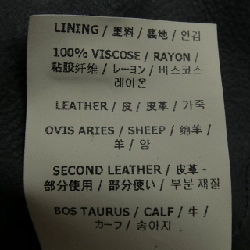 LINING / 里料 / 裏地 / 안감
100% VISCOSE / RAYON /
粘胶纤维 / レーヨン / 비스코스
레이온
LEATHER / 皮 / 皮革 / 가죽
OVIS ARIES / SHEEP / 绵羊 /
羊 / 양
SECOND LEATHER / 皮革 -
部分使用 / 部分使い / 부분 재질
BOS TAURUS / CALF / 牛 /
カーフ / 송아지